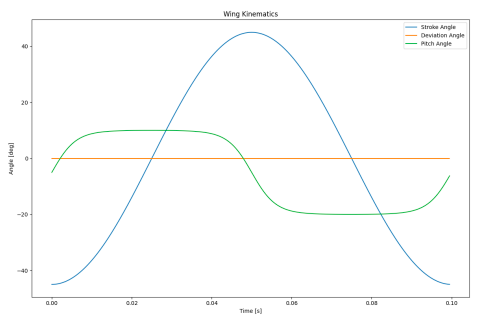 Wing Kinematics
Stroke Angle
Deviation Angle
Pitch Angle
Angle [deg]
40
20
0
−20
−40
0.00
0.02
0.04
0.06
0.08
0.10
Time [s]